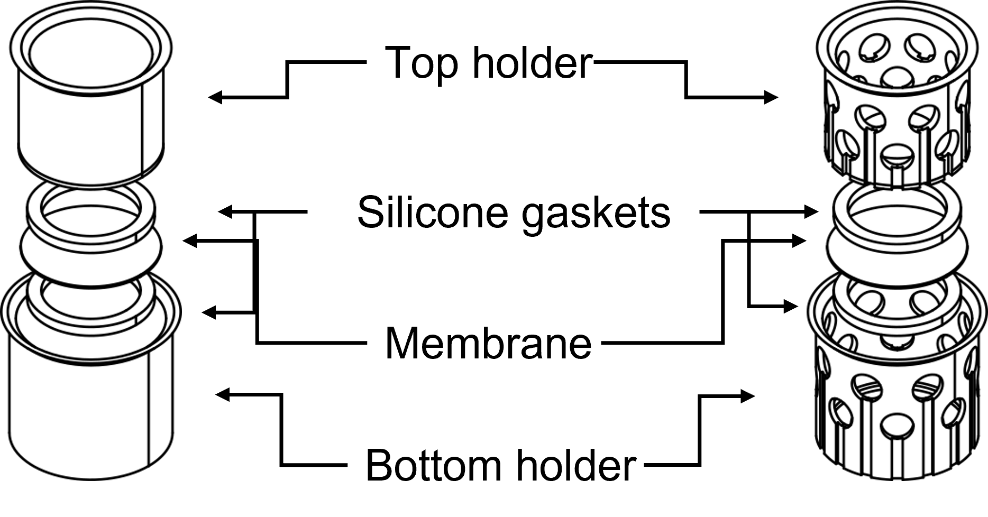 Top holder
Silicone gaskets
Membrane
Bottom holder